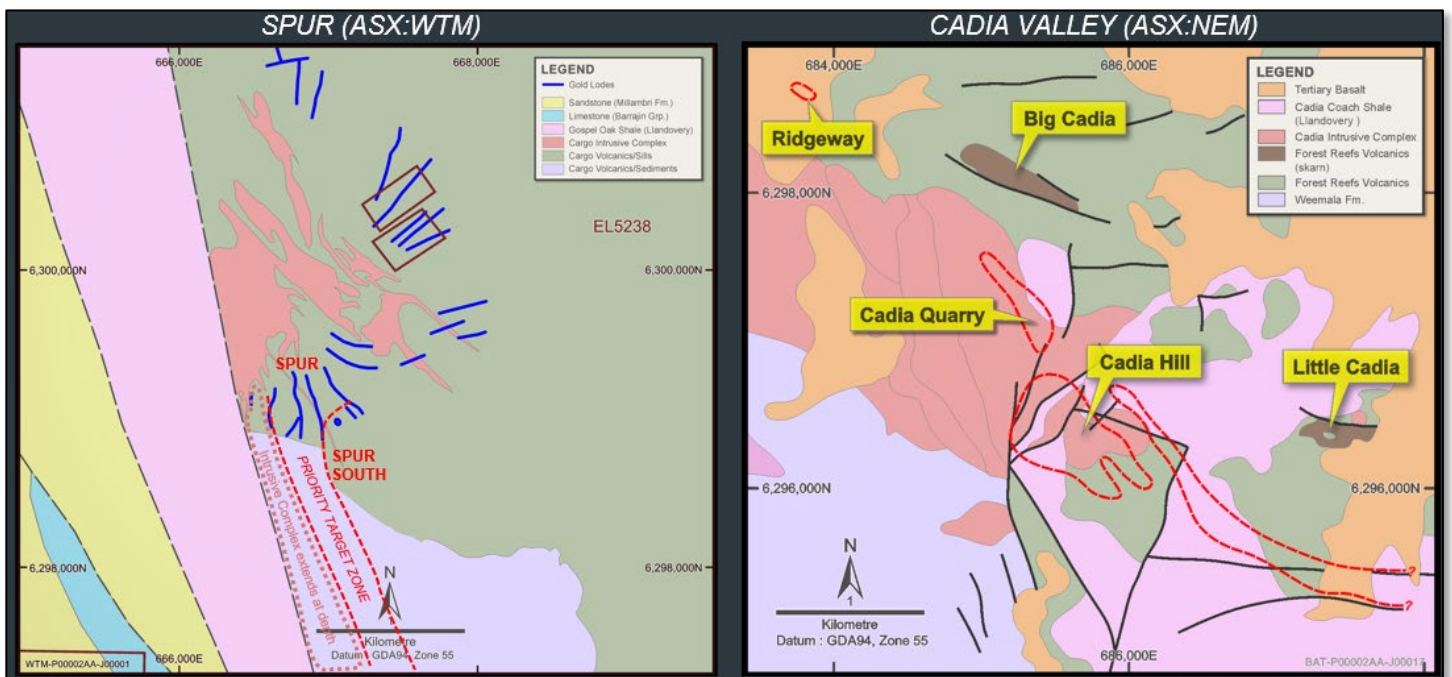 SPUR (ASX:WTM)
666,000E
668,000E
LEGEND
Gold Lodes
Sandstone (Millambri Fm.)
Limestone (Barrajin Grp.)
Gospel Oak Shale (Llandovery)
Cargo Intrusive Complex
Cargo Volcanics/Sills
Cargo Volcanics/Sediments
EL5238
6,300,000N
6,300,000N
SPUR
SPUR
SOUTH
PRIORITY TARGET ZONE
Intrusive Complex extends at depth
6,298,000N
6,298,000N
N
1
Kilometre
Datum : GDA94, Zone 55
WTM-P00002AA-J00001
666,000E
CADIA VALLEY (ASX:NEM)
684,000E
686,000E
LEGEND
Tertiary Basalt
Cadia Coach Shale
(Llandovery )
Cadia Intrusive Complex
Forest Reefs Volcanics
(skarn)
Forest Reefs Volcanics
Weemala Fm.
Ridgeway
Big Cadia
6,298,000N
Cadia Quarry
Cadia Hill
Little Cadia
6,296,000N
6,296,000N
N
1
Kilometre
Datum : GDA94, Zone 55
?
?
686,000E
BAT-P00002AA-J00017